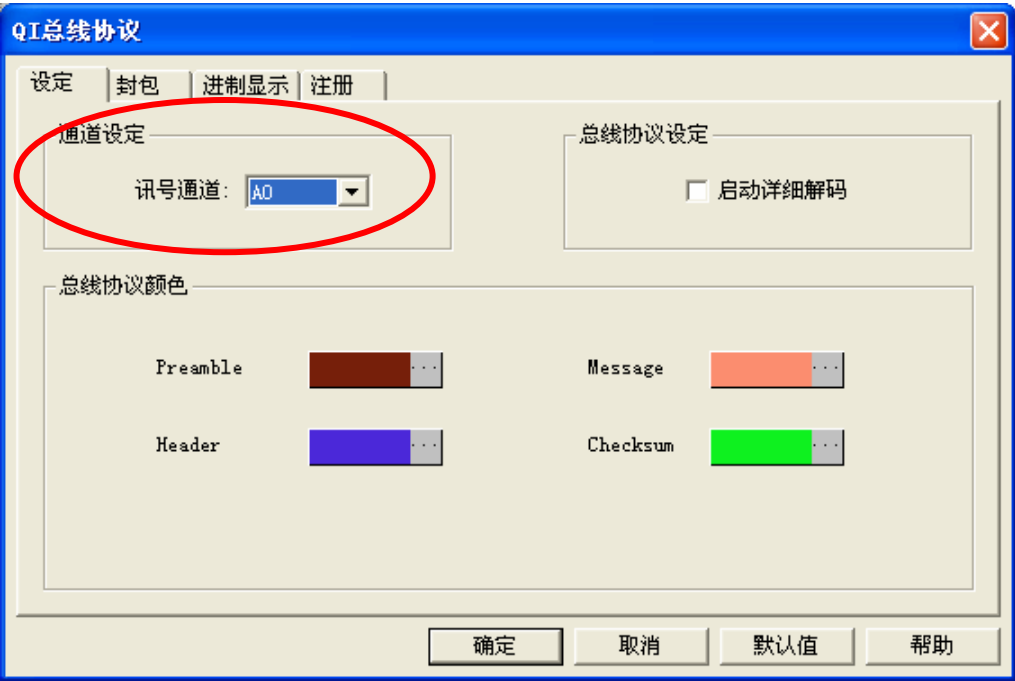 QI总线协议
设定 封包 进制显示 注册
通道设定 总线协议设定
讯号通道: A0 启动详细解码
总线协议颜色
Preamble ... Message ...
Header ... Checksum ...
确定 取消 默认值 帮助